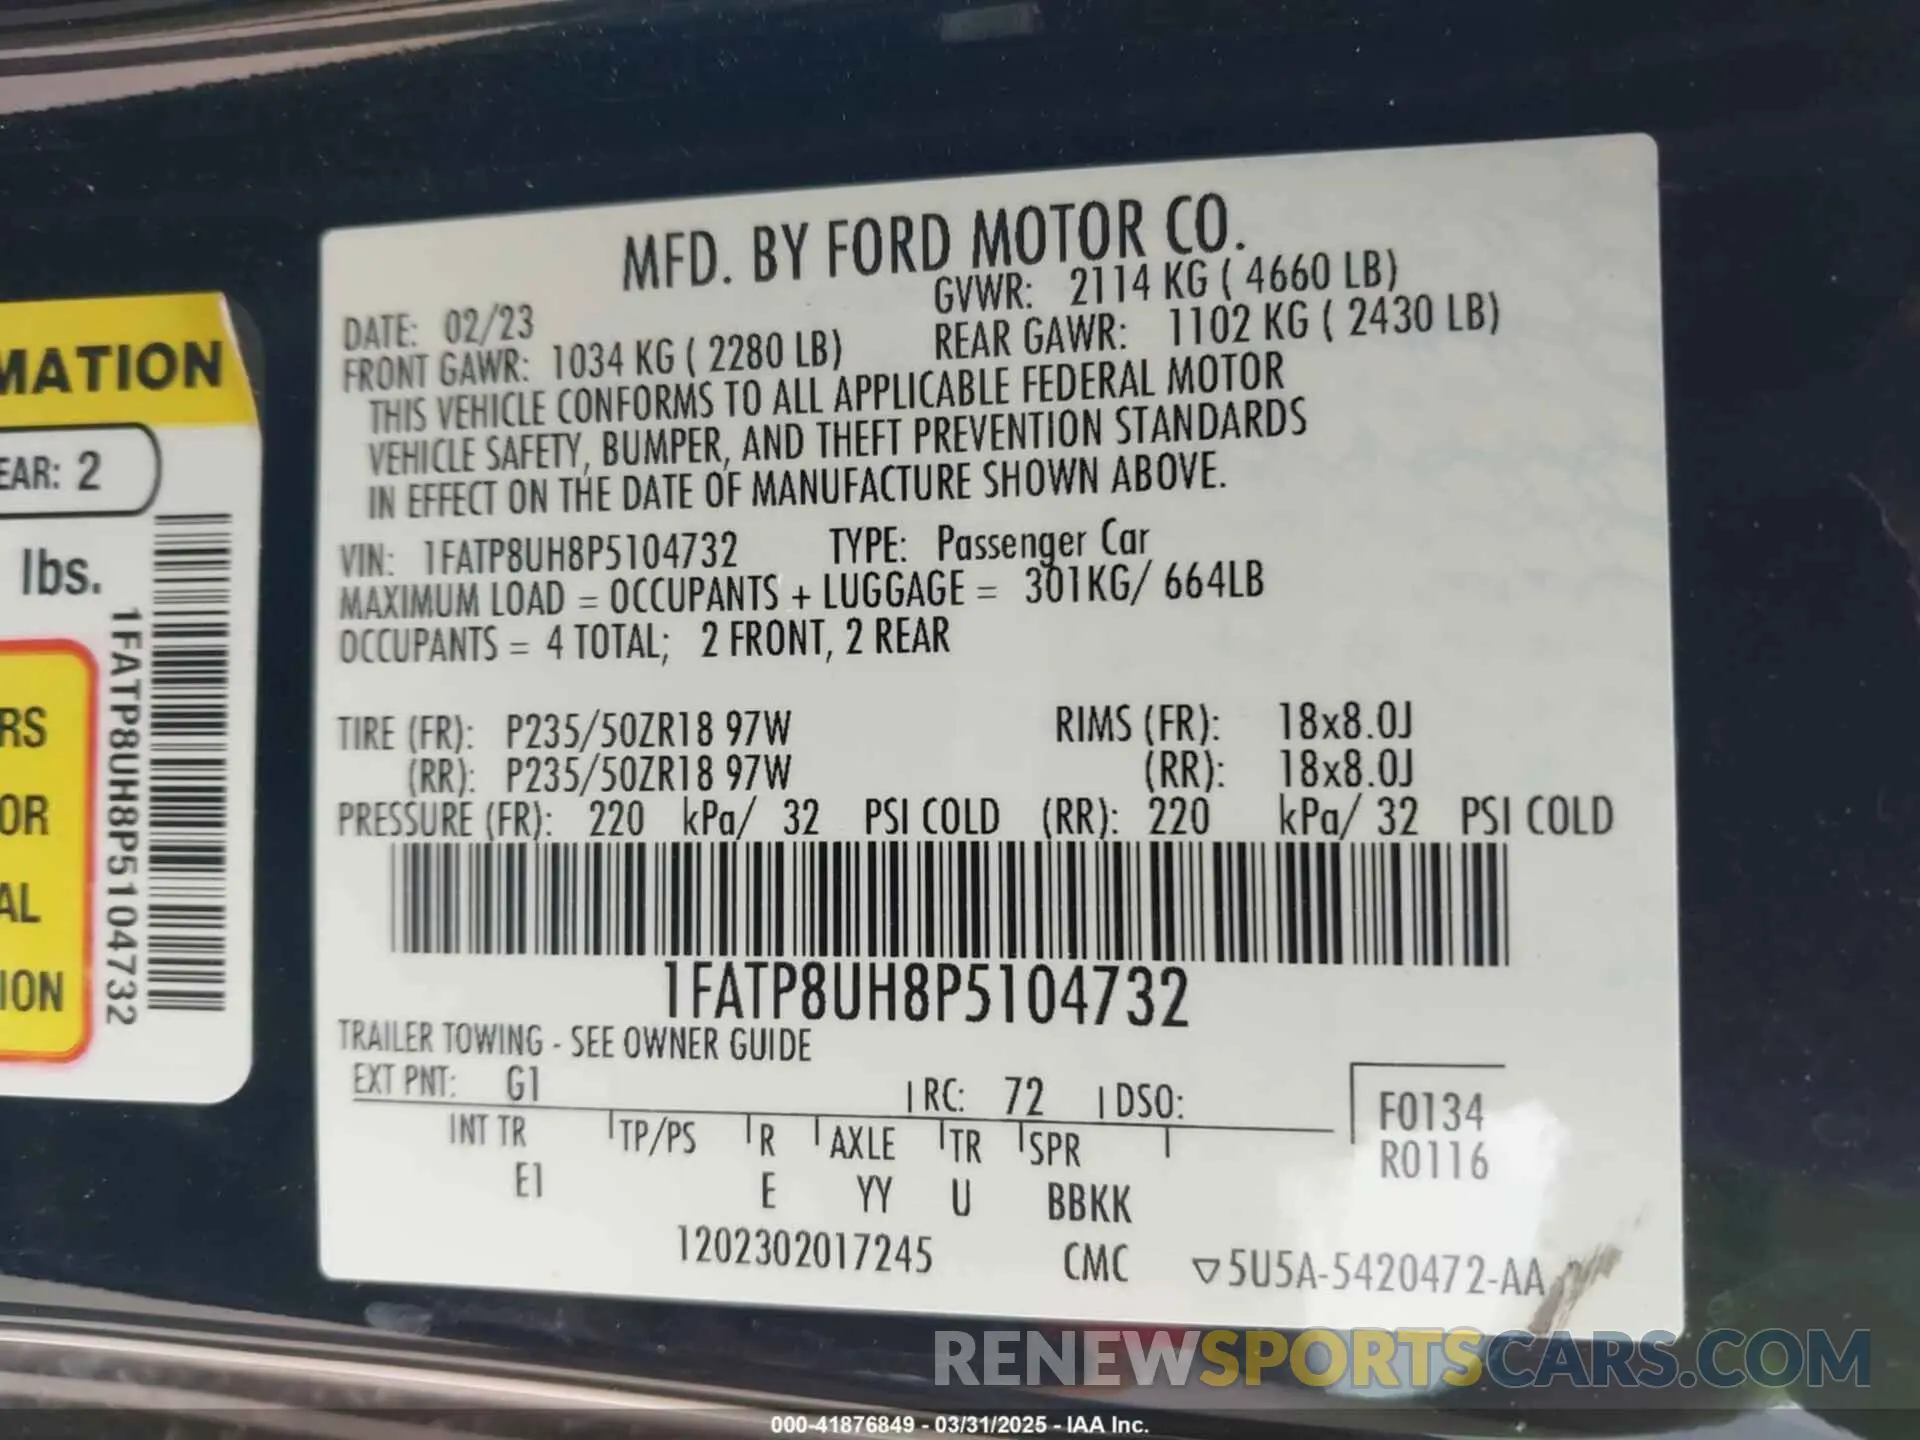 MFD. BY FORD MOTOR CO.
DATE: 02/23 GVWR: 2114 KG ( 4660 LB)
FRONT GAWR: 1034 KG ( 2280 LB) REAR GAWR: 1102 KG ( 2430 LB)
THIS VEHICLE CONFORMS TO ALL APPLICABLE FEDERAL MOTOR
VEHICLE SAFETY, BUMPER, AND THEFT PREVENTION STANDARDS
IN EFFECT ON THE DATE OF MANUFACTURE SHOWN ABOVE.
VIN: 1FATP8UH8P5104732 TYPE: Passenger Car
MAXIMUM LOAD = OCCUPANTS + LUGGAGE = 301KG/ 664LB
OCCUPANTS = 4 TOTAL; 2 FRONT, 2 REAR
TIRE (FR): P235/50ZR18 97W RIMS (FR): 18x8.0J
(RR): P235/50ZR18 97W (RR): 18x8.0J
PRESSURE (FR): 220 kPa/ 32 PSI COLD (RR): 220 kPa/ 32 PSI COLD
1FATP8UH8P5104732
TRAILER TOWING - SEE OWNER GUIDE
EXT PNT: G1 RC: 72 DSO:
INT TR TP/PS R AXLE TR SPR
E1 E YY U BBKK
F0134
R0116
1202302017245 CMC ▽5U5A-5420472-AA
MATION
EAR: 2
lbs.
1FATP8UH8P5104732
RS
OR
AL
ION
RENEWSPORTSCARS.COM
000-41876849 - 03/31/2025 - IAA Inc.